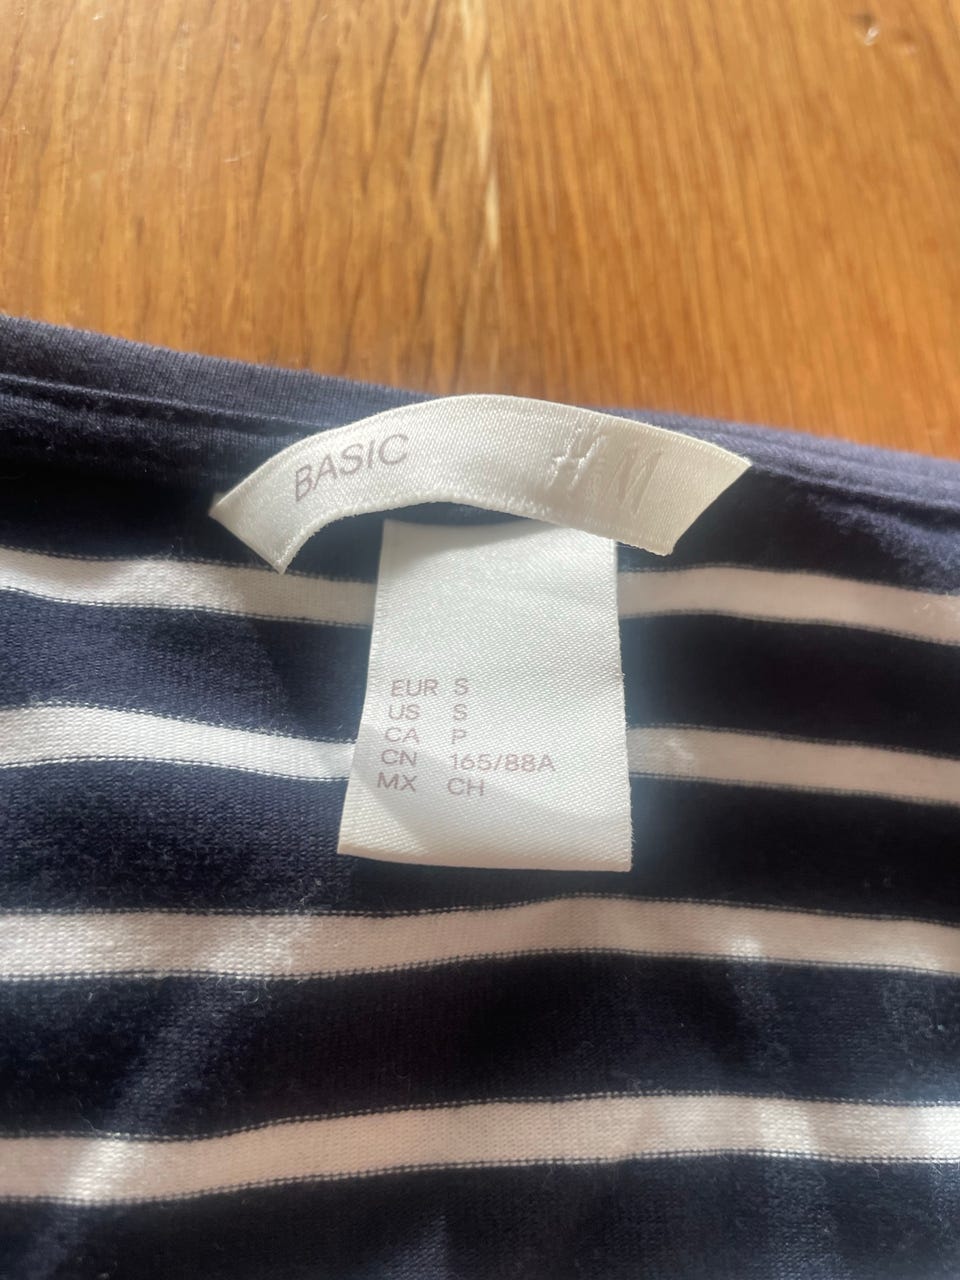 BASIC H&M
EUR S
US S
CA P
CN 165/88A
MX CH